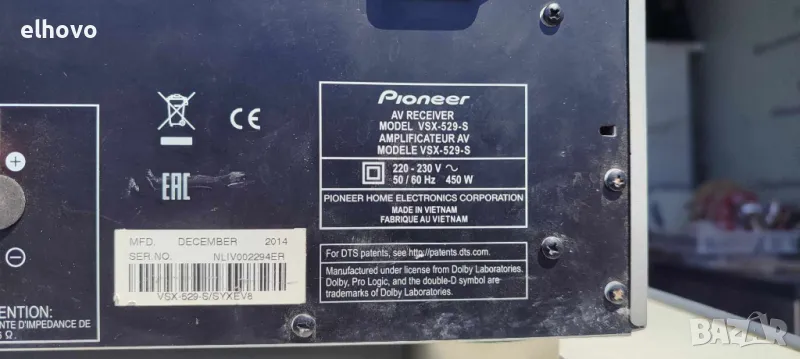 elhovo
Pioneer
AV RECEIVER
MODEL VSX-529-S
AMPLIFICATEUR AV
MODELE VSX-529-S
220 - 230 V ~
50 / 60 Hz 450 W
PIONEER HOME ELECTRONICS CORPORATION
MADE IN VIETNAM
FABRIQUE AU VIETNAM
CE
EAC
MFD. DECEMBER 2014
SER NO. NLIV002294ER
VSX-529-S/SYXEV8
For DTS patents, see http://patents.dts.com.
Manufactured under license from Dolby Laboratories.
Dolby, Pro Logic, and the double-D symbol are
trademarks of Dolby Laboratories.
+
−
ENTION:
NTE D'IMPEDANCE DE
Ω.
BAZAR